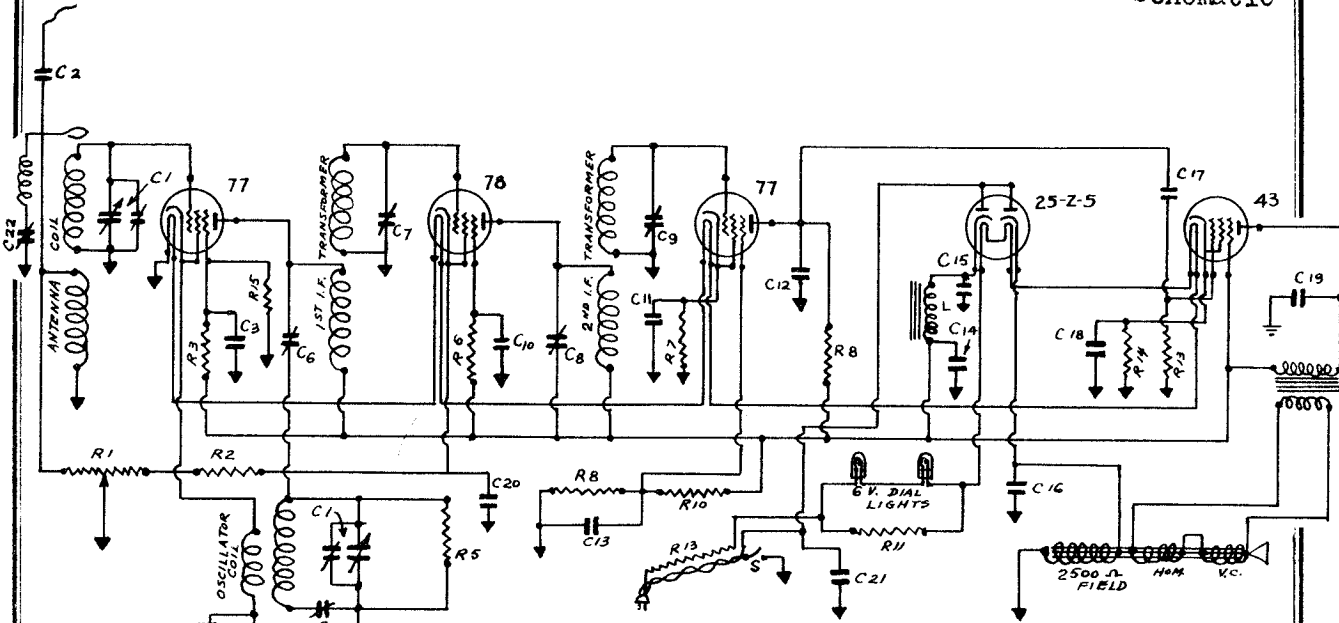 C2
77
78
77
25-Z-5
43
C1
C22
COIL
ANTENNA
R3
C3
R15
C6
TRANSFORMER
1ST I.F.
C7
R6
C10
C8
TRANSFORMER
2ND I.F.
C9
C11
R7
C12
R8
C15
L
C14
C17
C18
R14
R13
C19
R1
R2
C20
R8
C13
R10
6 V. DIAL
LIGHTS
R11
C16
OSCILLATOR
COIL
C1
R5
R13
S
C21
2500 Ω
FIELD
HUM.
V.C.